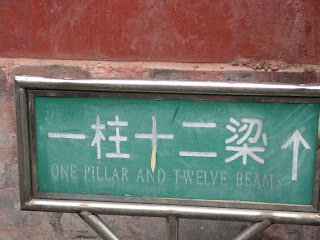 一柱十二梁
ONE PILLAR AND TWELVE BEAMS